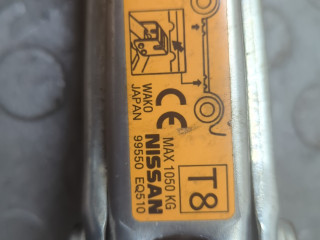 WAKO
JAPAN
CE
MAX 1050 KG
NISSAN
99550 EQ510
T8